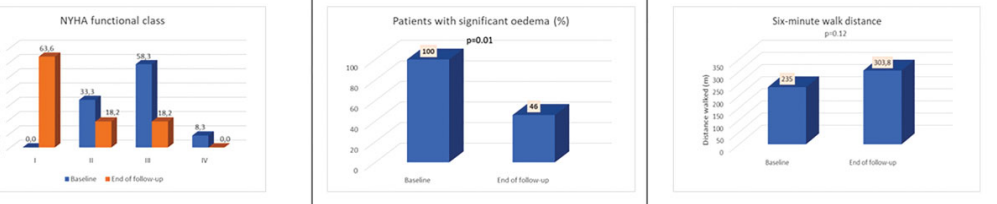 NYHA functional class
63,6
58,3
33,3
18,2
18,2
8,3
0,0
0,0
I
II
III
IV
Baseline
End of follow-up
Patients with significant oedema (%)
p=0.01
100
46
100
80
60
40
20
0
Baseline
End of follow-up
Six-minute walk distance
p=0.12
303,8
235
Distance walked (m)
350
300
250
200
150
100
50
0
Baseline
End of follow-up